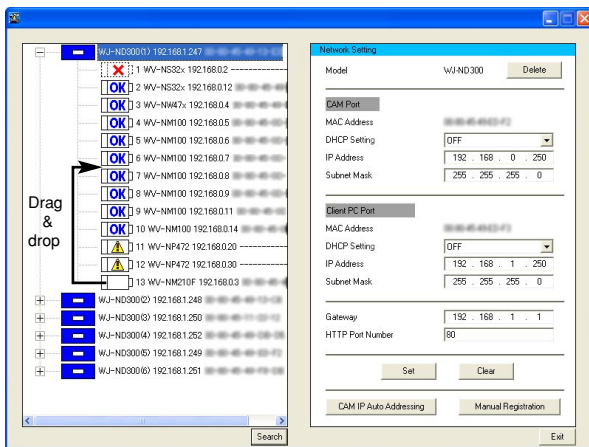 WJ-ND300(1) 192.168.1.247
1 WV-NS32x 192.168.0.2 ----------
OK 2 WV-NS32x 192.168.0.12
OK 3 WV-NW47x 192.168.0.4
OK 4 WV-NM100 192.168.0.5
OK 5 WV-NM100 192.168.0.6
OK 6 WV-NM100 192.168.0.7
OK 7 WV-NM100 192.168.0.8
OK 8 WV-NM100 192.168.0.9
OK 9 WV-NM100 192.168.0.11
OK 10 WV-NM100 192.168.0.14
11 WV-NP472 192.168.0.20 ----------
12 WV-NP472 192.168.0.30 ----------
13 WV-NM210F 192.168.0.3
WJ-ND300(2) 192.168.1.248
WJ-ND300(3) 192.168.1.250
WJ-ND300(4) 192.168.1.252
WJ-ND300(5) 192.168.1.249
WJ-ND300(6) 192.168.1.251
Drag
&
drop
Search
Network Setting
Model WJ-ND300 Delete
CAM Port
MAC Address
DHCP Setting OFF
IP Address 192 . 168 . 0 . 250
Subnet Mask 255 . 255 . 255 . 0
Client PC Port
MAC Address
DHCP Setting OFF
IP Address 192 . 168 . 1 . 250
Subnet Mask 255 . 255 . 255 . 0
Gateway 192 . 168 . 1 . 1
HTTP Port Number 80
Set Clear
CAM IP Auto Addressing Manual Registration
Exit